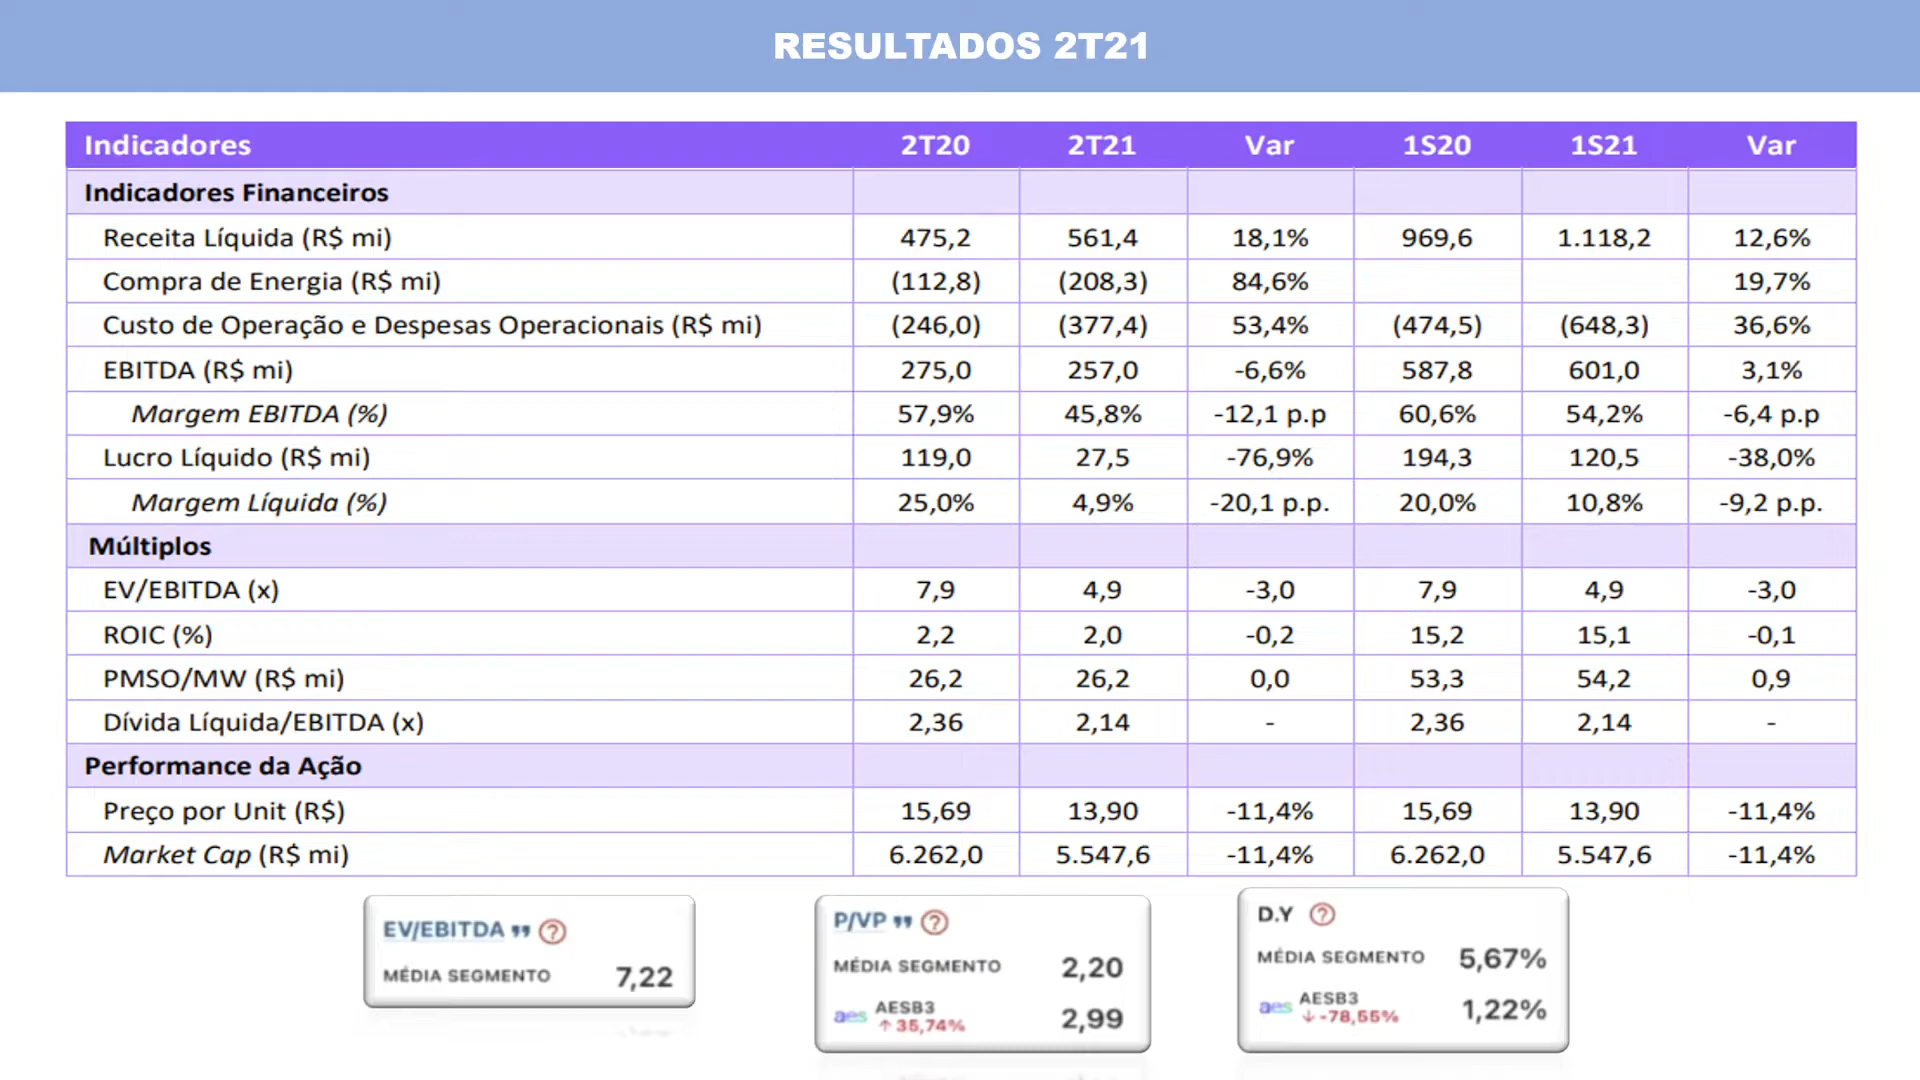 RESULTADOS 2T21
Indicadores 2T20 2T21 Var 1S20 1S21 Var
Indicadores Financeiros
Receita Líquida (R$ mi) 475,2 561,4 18,1% 969,6 1.118,2 12,6%
Compra de Energia (R$ mi) (112,8) (208,3) 84,6% 19,7%
Custo de Operação e Despesas Operacionais (R$ mi) (246,0) (377,4) 53,4% (474,5) (648,3) 36,6%
EBITDA (R$ mi) 275,0 257,0 -6,6% 587,8 601,0 3,1%
Margem EBITDA (%) 57,9% 45,8% -12,1 p.p 60,6% 54,2% -6,4 p.p
Lucro Líquido (R$ mi) 119,0 27,5 -76,9% 194,3 120,5 -38,0%
Margem Líquida (%) 25,0% 4,9% -20,1 p.p. 20,0% 10,8% -9,2 p.p.
Múltiplos
EV/EBITDA (x) 7,9 4,9 -3,0 7,9 4,9 -3,0
ROIC (%) 2,2 2,0 -0,2 15,2 15,1 -0,1
PMSO/MW (R$ mi) 26,2 26,2 0,0 53,3 54,2 0,9
Dívida Líquida/EBITDA (x) 2,36 2,14 - 2,36 2,14 -
Performance da Ação
Preço por Unit (R$) 15,69 13,90 -11,4% 15,69 13,90 -11,4%
Market Cap (R$ mi) 6.262,0 5.547,6 -11,4% 6.262,0 5.547,6 -11,4%
EV/EBITDA ?
MÉDIA SEGMENTO 7,22
P/VP ?
MÉDIA SEGMENTO 2,20
aes AESB3 2,99
↑ 35,74%
D.Y ?
MÉDIA SEGMENTO 5,67%
aes AESB3 1,22%
↓ -78,55%